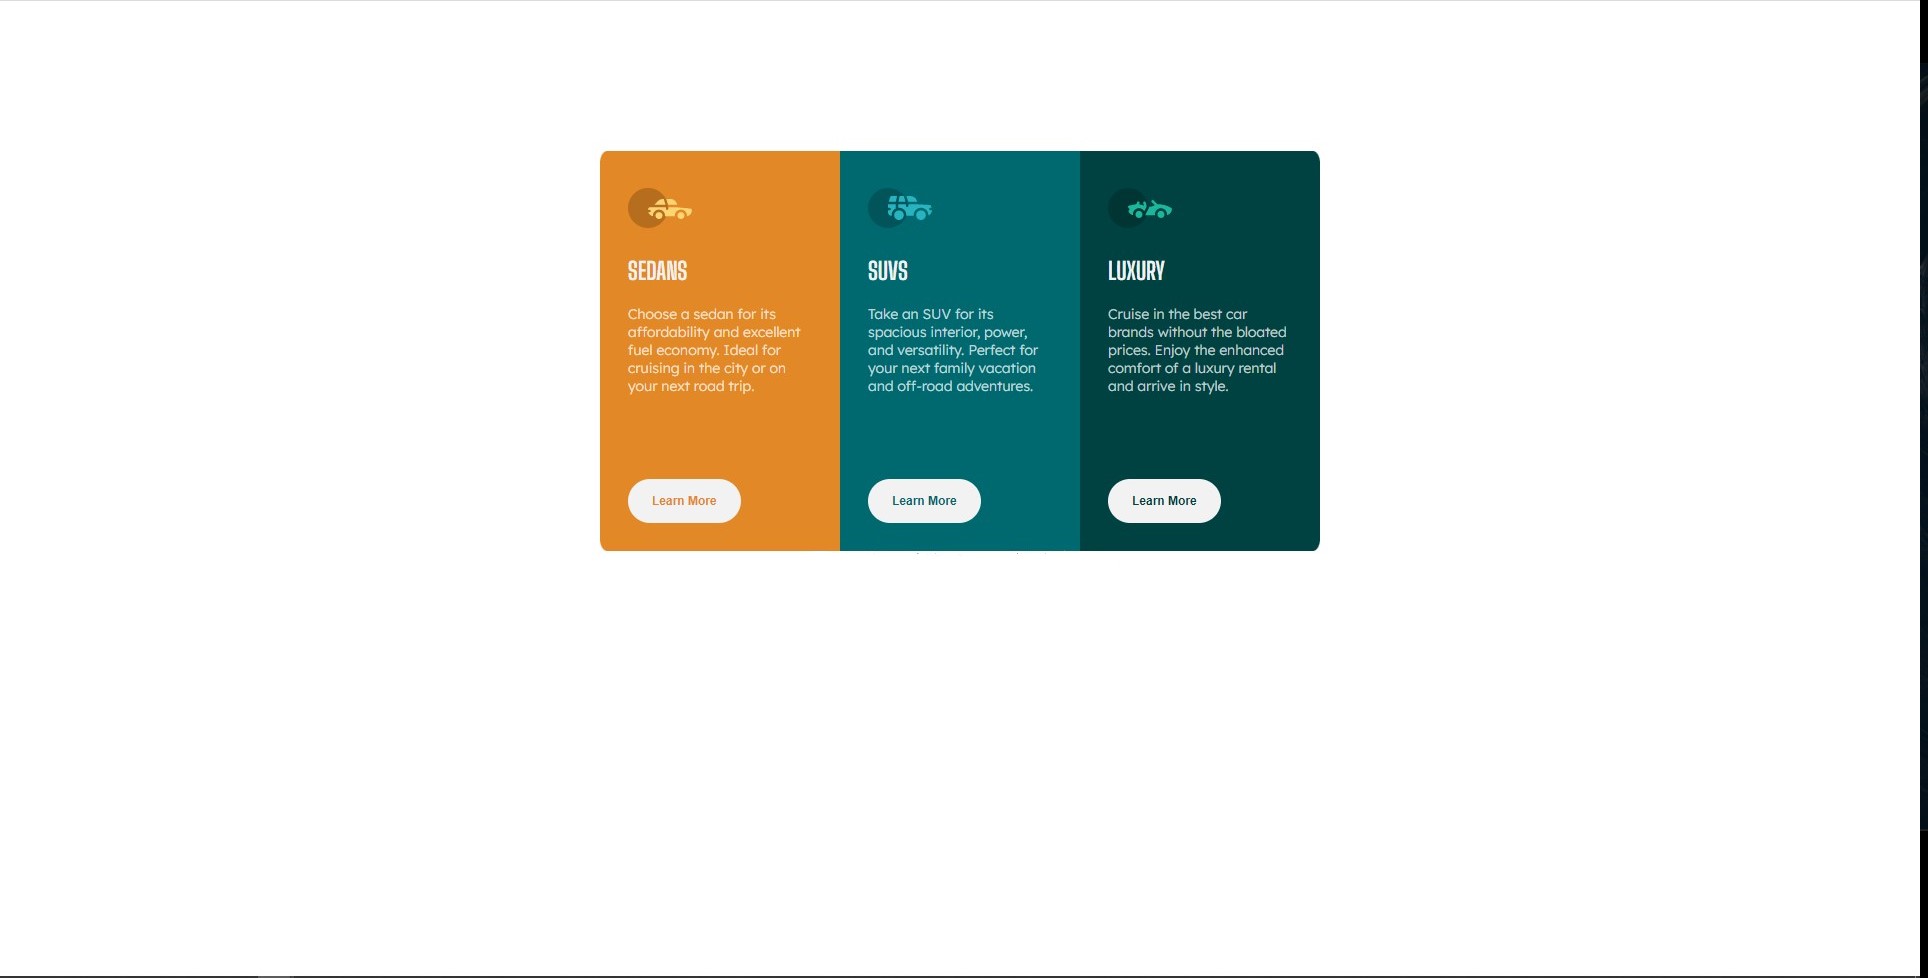 SEDANS
Choose a sedan for its
affordability and excellent
fuel economy. Ideal for
cruising in the city or on
your next road trip.
Learn More
SUVS
Take an SUV for its
spacious interior, power,
and versatility. Perfect for
your next family vacation
and off-road adventures.
Learn More
LUXURY
Cruise in the best car
brands without the bloated
prices. Enjoy the enhanced
comfort of a luxury rental
and arrive in style.
Learn More